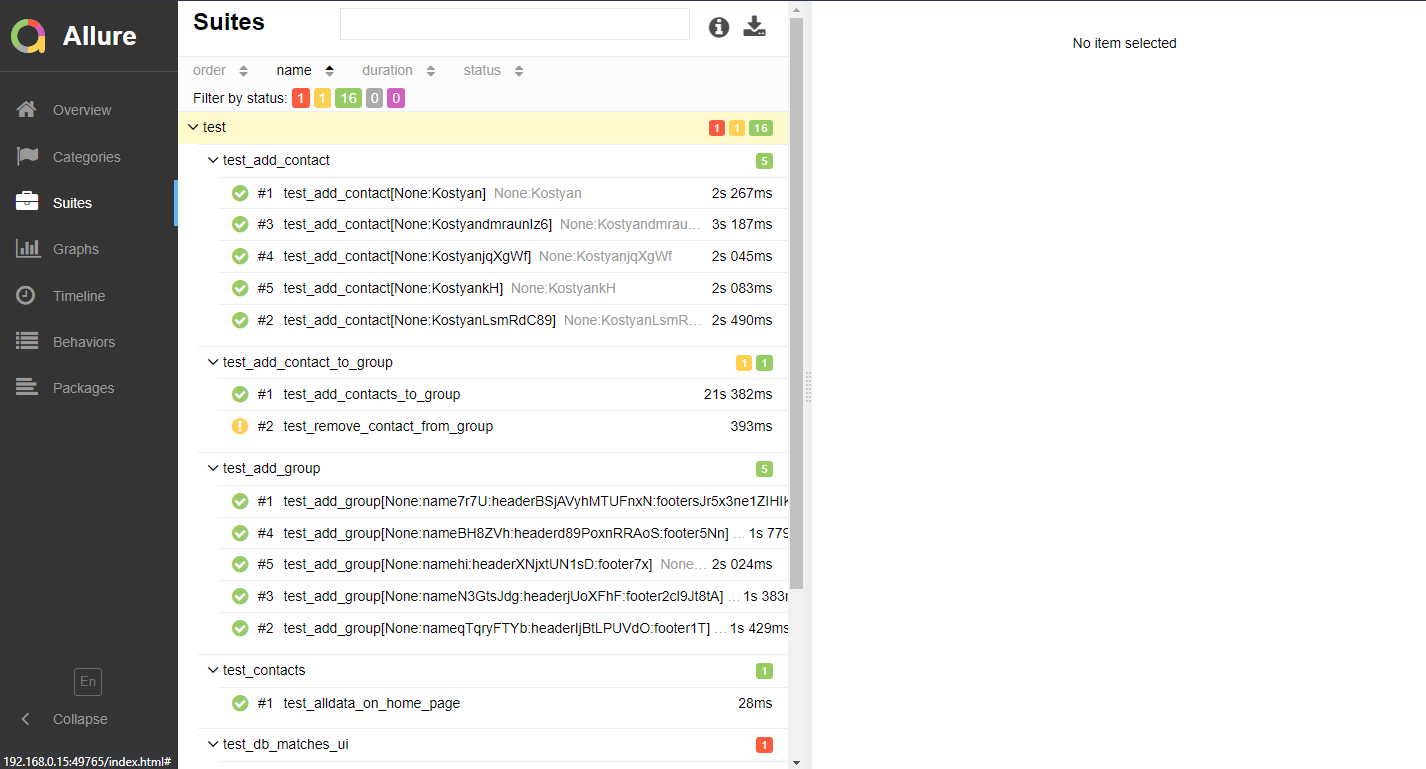 Allure
Overview
Categories
Suites
Graphs
Timeline
Behaviors
Packages
En
Collapse
192.168.0.15:49765/index.html#
Suites
order name duration status
Filter by status: 1 1 16 0 0
test 1 1 16
test_add_contact 5
#1 test_add_contact[None:Kostyan] None:Kostyan 2s 267ms
#3 test_add_contact[None:KostyandmraunIz6] None:Kostyandmrau... 3s 187ms
#4 test_add_contact[None:KostyanjqXgWf] None:KostyanjqXgWf 2s 045ms
#5 test_add_contact[None:KostyankH] None:KostyankH 2s 083ms
#2 test_add_contact[None:KostyanLsmRdC89] None:KostyanLsmR... 2s 490ms
test_add_contact_to_group 1 1
#1 test_add_contacts_to_group 21s 382ms
#2 test_remove_contact_from_group 393ms
test_add_group 5
#1 test_add_group[None:name7r7U:headerBSjAVyhMTUFnxN:footersJr5x3ne1ZIHIK
#4 test_add_group[None:nameBH8ZVh:headerd89PoxnRRAoS:footer5Nn] ... 1s 779
#5 test_add_group[None:namehi:headerXNjxtUN1sD:footer7x] None... 2s 024ms
#3 test_add_group[None:nameN3GtsJdg:headerjUoXFhF:footer2cI9Jt8tA] ... 1s 383m
#2 test_add_group[None:nameqTqryFTYb:headerIjBtLPUVdO:footer1T] ... 1s 429ms
test_contacts 1
#1 test_alldata_on_home_page 28ms
test_db_matches_ui 1
No item selected